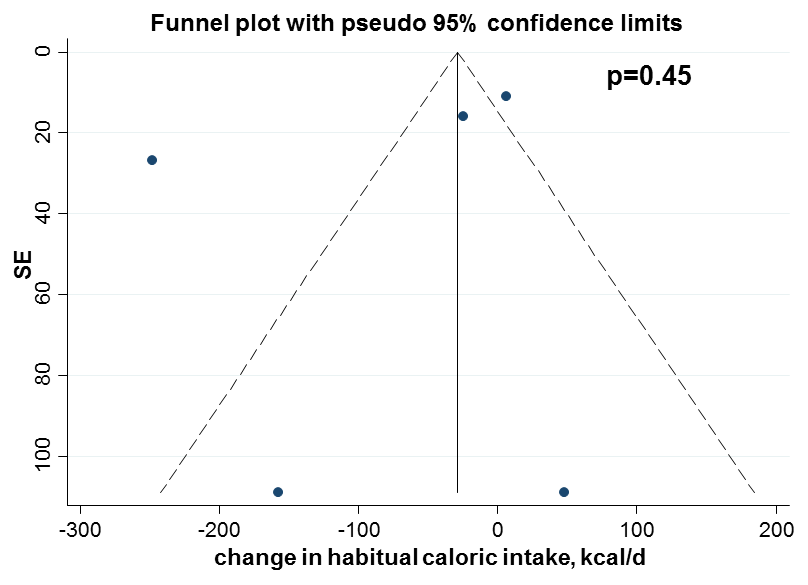 Funnel plot with pseudo 95% confidence limits
p=0.45
SE
0
20
40
60
80
100
-300 -200 -100 0 100 200
change in habitual caloric intake, kcal/d